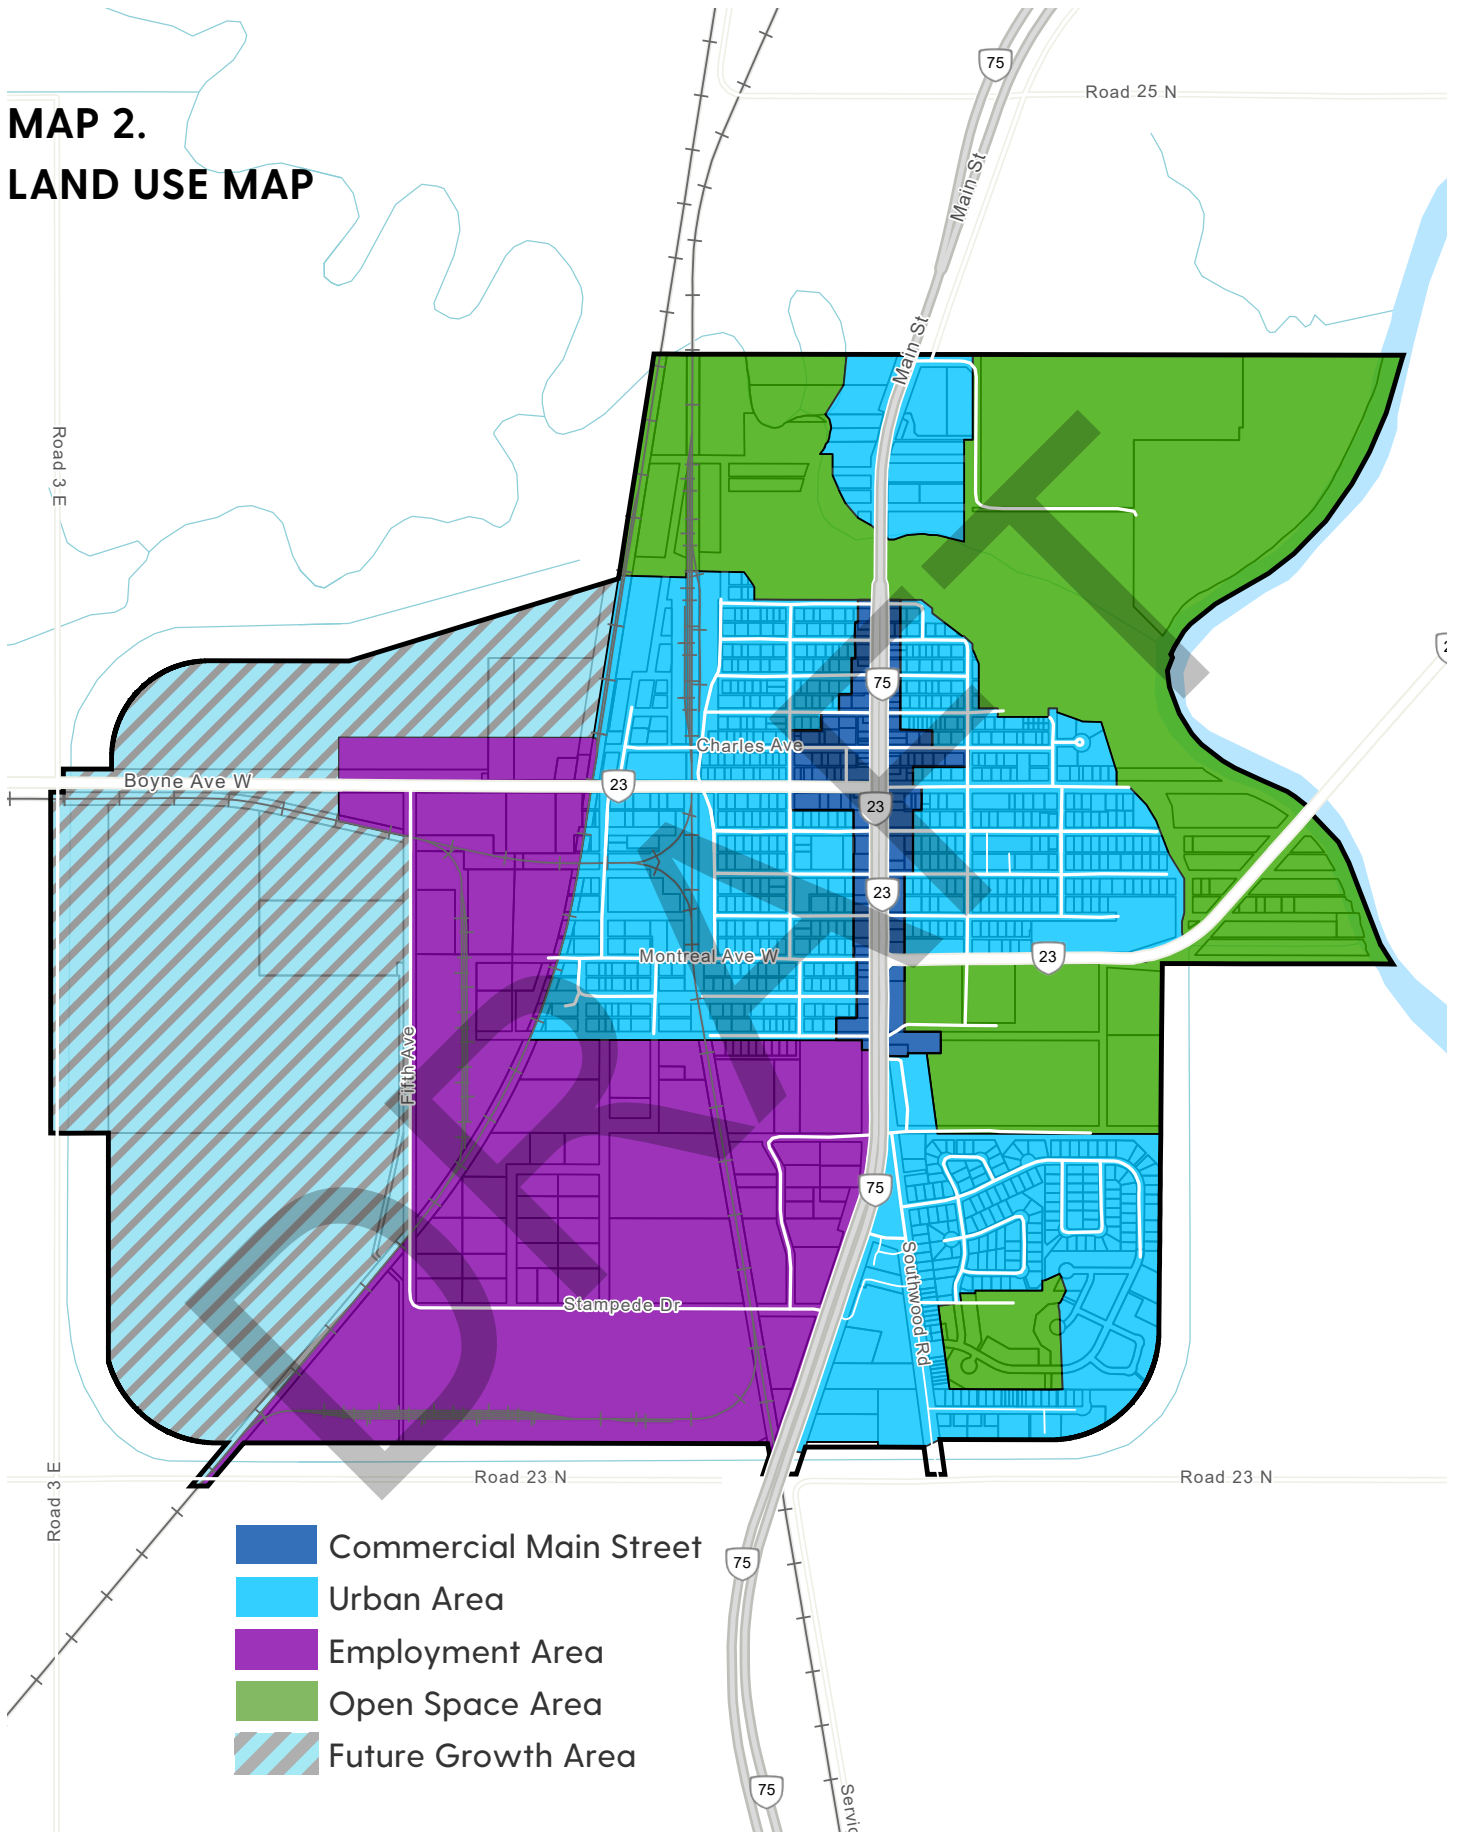 75
Road 25 N
MAP 2.
LAND USE MAP
Main St
Main St
Road 3 E
75
Charles Ave
Boyne Ave W
23
23
23
Montreal Ave W
23
Fifth Ave
75
Southwood Rd
Stampede Dr
DRAFT
Road 3 E
Road 23 N
Road 23 N
Commercial Main Street
75
Urban Area
Employment Area
Open Space Area
Future Growth Area
75